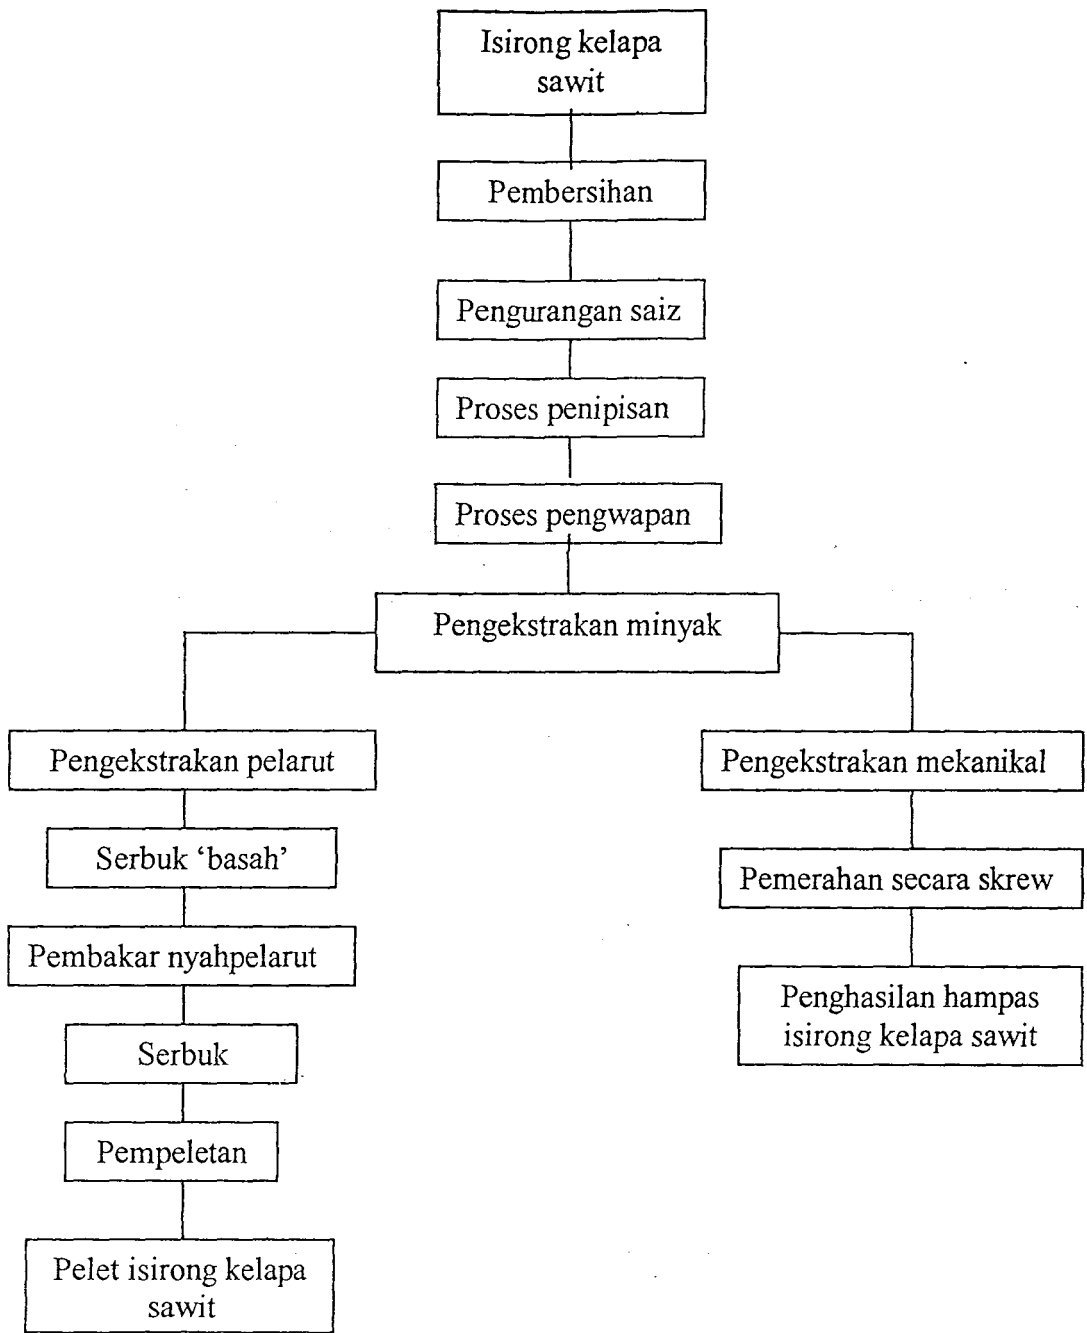 Isirong kelapa
sawit
Pembersihan
Pengurangan saiz
Proses penipisan
Proses pengwapan
Pengekstrakan minyak
Pengekstrakan pelarut
Serbuk ‘basah’
Pembakar nyahpelarut
Serbuk
Pempeletan
Pelet isirong kelapa
sawit
Pengekstrakan mekanikal
Pemerahan secara skrew
Penghasilan hampas
isirong kelapa sawit